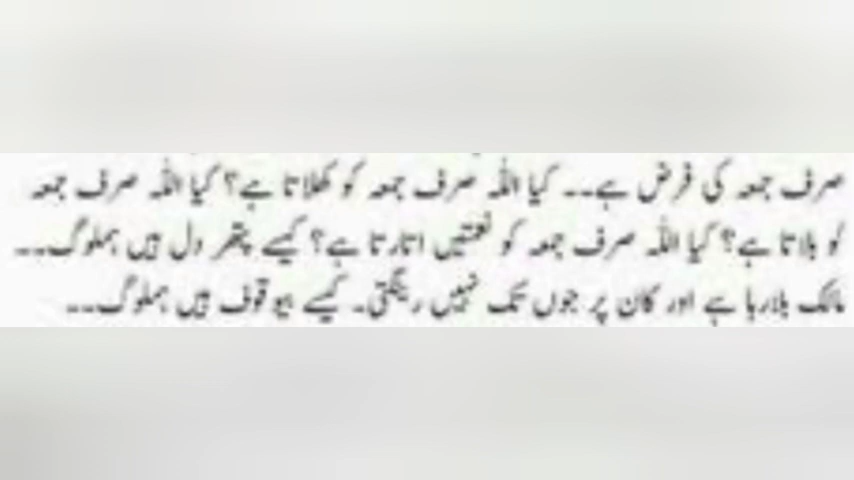 صرف جمعہ کی فرض ہے۔۔ کیا اللہ صرف جمعہ کو کھلاتا ہے؟ کیا اللہ صرف جمعہ
کو بلاتا ہے؟ کیا اللہ صرف جمعہ کو نعمتیں اتارتا ہے؟ کیسے پتھر دل ہیں ہملوگ۔۔
مالک بلارہا ہے اور کان پر جوں تک نہیں رینگتی۔ کیسے بیوقوف ہیں ہملوگ۔۔